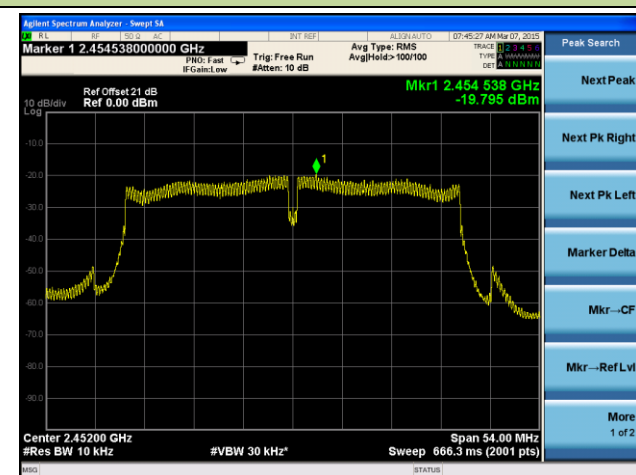 Agilent Spectrum Analyzer - Swept SA
RL RF 50 Ω AC INT REF ALIGN AUTO 07:45:27 AM Mar 07, 2015
Marker 1 2.454538000000 GHz
PNO: Fast
IFGain:Low
Trig: Free Run
#Atten: 10 dB
Avg Type: RMS
Avg|Hold:>100/100
TRACE 1 2 3 4 5 6
TYPE A WWWWW
DET A N N N N N
Mkr1 2.454 538 GHz
-19.795 dBm
Ref Offset 21 dB
10 dB/div Ref 0.00 dBm
Log
1
-10.0
-20.0
-30.0
-40.0
-50.0
-60.0
-70.0
-80.0
-90.0
Center 2.45200 GHz Span 54.00 MHz
#Res BW 10 kHz #VBW 30 kHz* Sweep 666.3 ms (2001 pts)
MSG STATUS
Peak Search
Next Peak
Next Pk Right
Next Pk Left
Marker Delta
Mkr→CF
Mkr→Ref Lvl
More
1 of 2